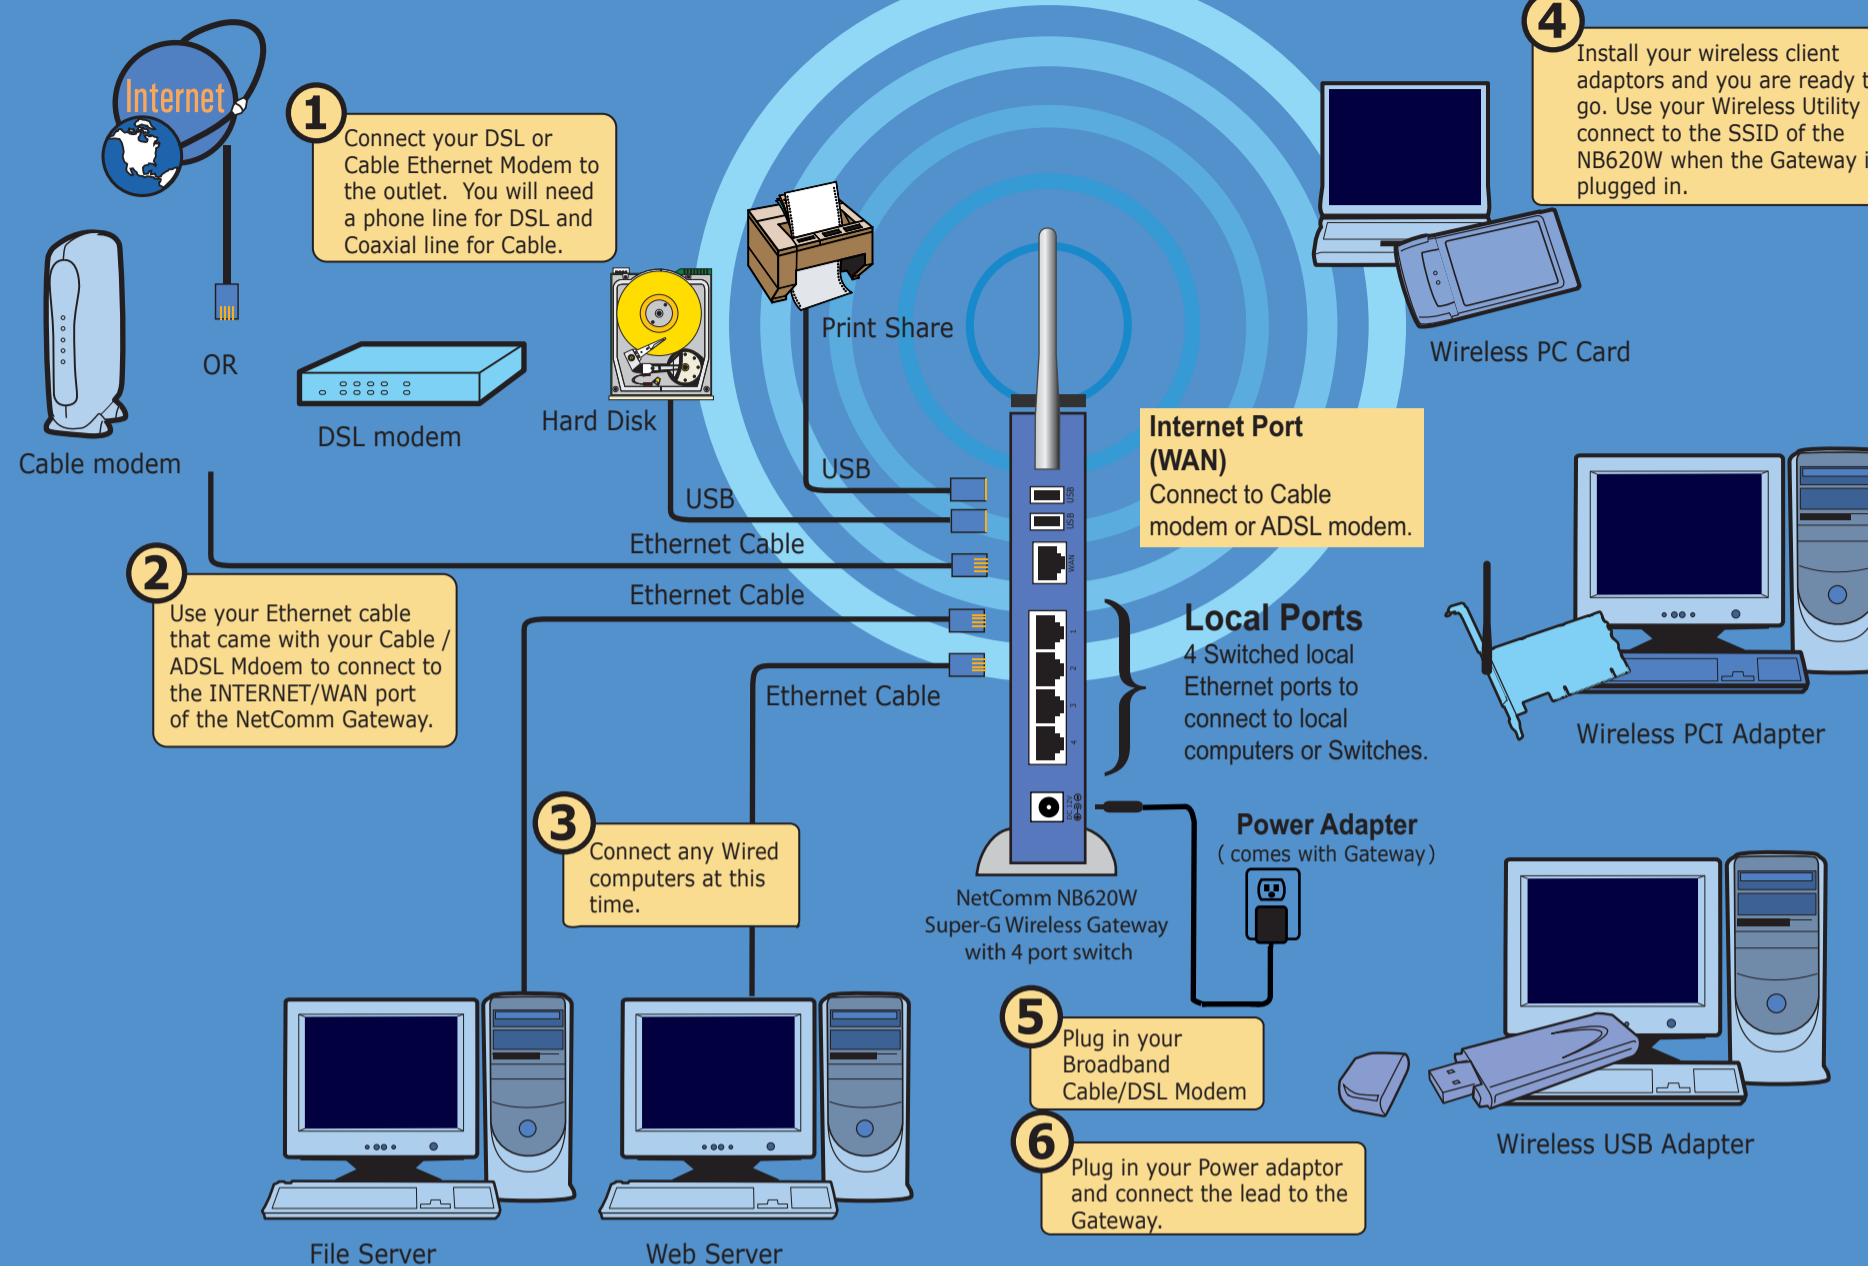 Internet
1
Connect your DSL or
Cable Ethernet Modem to
the outlet. You will need
a phone line for DSL and
Coaxial line for Cable.
4
Install your wireless client
adaptors and you are ready t
go. Use your Wireless Utility
connect to the SSID of the
NB620W when the Gateway i
plugged in.
OR
Cable modem
DSL modem
Hard Disk
Print Share
Wireless PC Card
USB
USB
Ethernet Cable
Ethernet Cable
Ethernet Cable
Internet Port
(WAN)
Connect to Cable
modem or ADSL modem.
2
Use your Ethernet cable
that came with your Cable /
ADSL Mdoem to connect to
the INTERNET/WAN port
of the NetComm Gateway.
USB
USB
WAN
1
2
3
4
DC 12V
Local Ports
4 Switched local
Ethernet ports to
connect to local
computers or Switches.
Wireless PCI Adapter
3
Connect any Wired
computers at this
time.
Power Adapter
( comes with Gateway)
NetComm NB620W
Super-G Wireless Gateway
with 4 port switch
5
Plug in your
Broadband
Cable/DSL Modem
6
Plug in your Power adaptor
and connect the lead to the
Gateway.
Wireless USB Adapter
File Server
Web Server